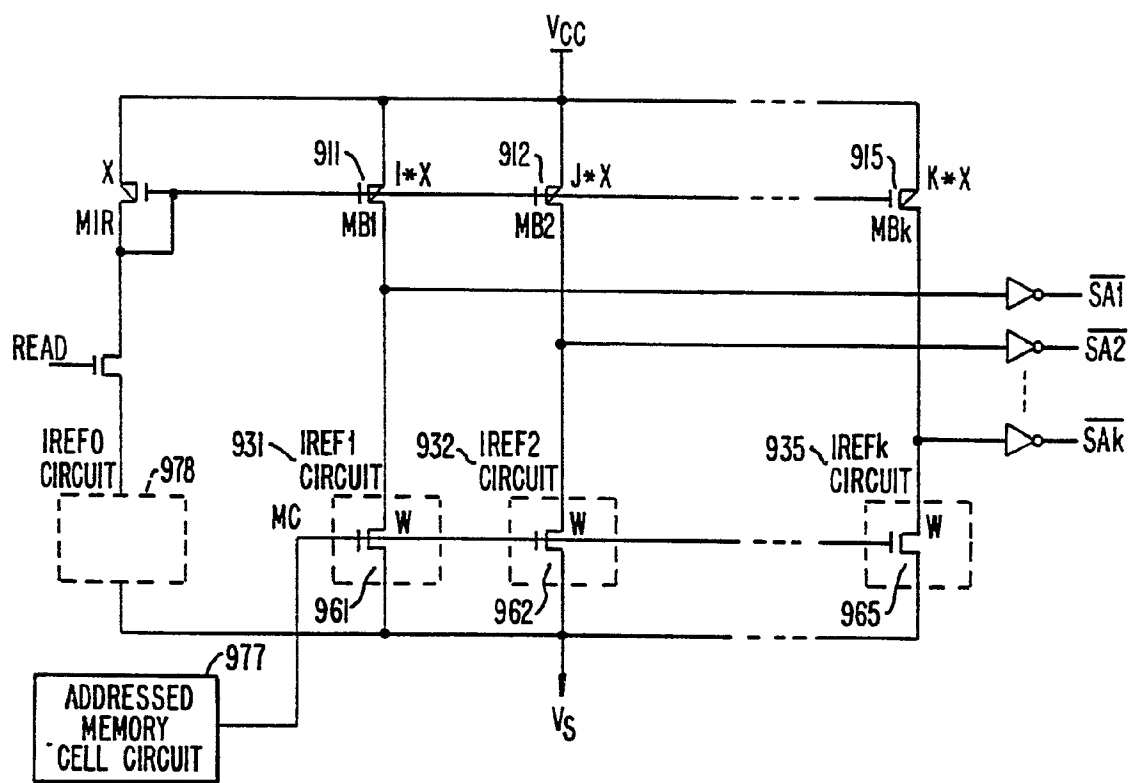 VCC
911
912
915
X
I*X
J*X
K*X
MIR
MB1
MB2
MBk
SA1
READ
SA2
IREF0
CIRCUIT
978
931
IREF1
CIRCUIT
932
IREF2
CIRCUIT
935
IREFk
CIRCUIT
SAk
MC
W
W
W
961
962
965
977
ADDRESSED
MEMORY
CELL CIRCUIT
VS